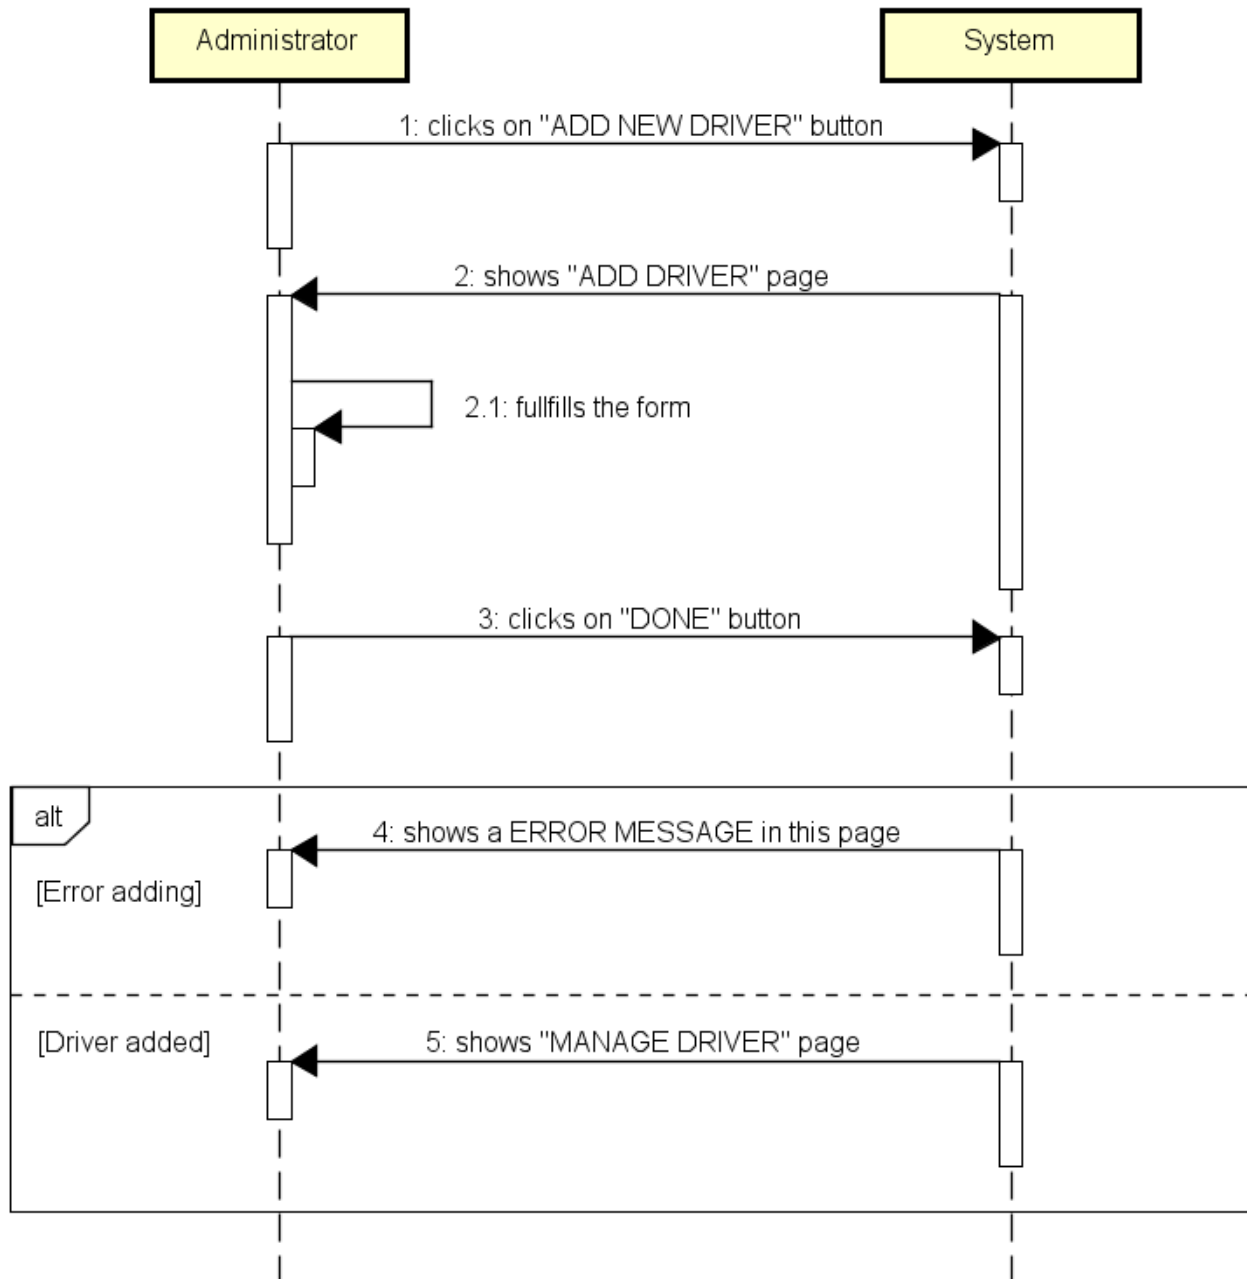 Administrator
System
1: clicks on "ADD NEW DRIVER" button
2: shows "ADD DRIVER" page
2.1: fullfills the form
3: clicks on "DONE" button
alt
4: shows a ERROR MESSAGE in this page
[Error adding]
[Driver added]
5: shows "MANAGE DRIVER" page